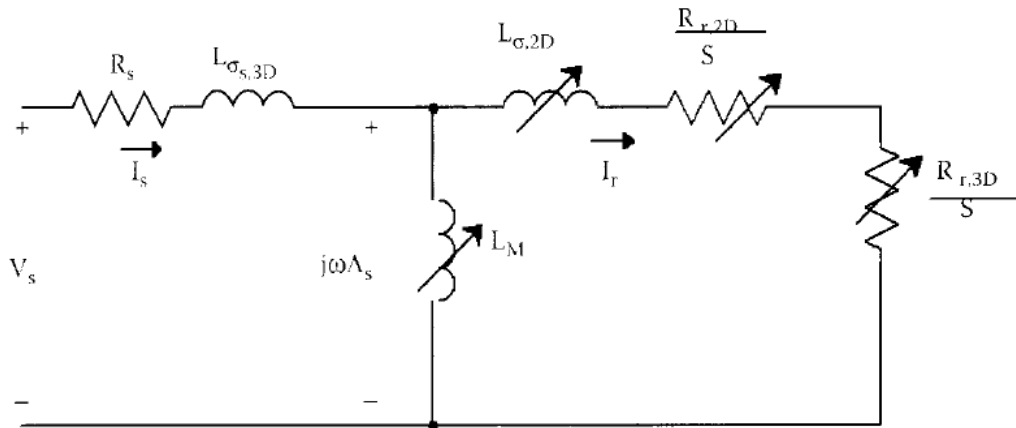 R_s
L_σs,3D
L_σ,2D
R_r,2D
S
+
+
I_s
I_r
R_r,3D
S
L_M
V_s
jωΛ_s
−
−